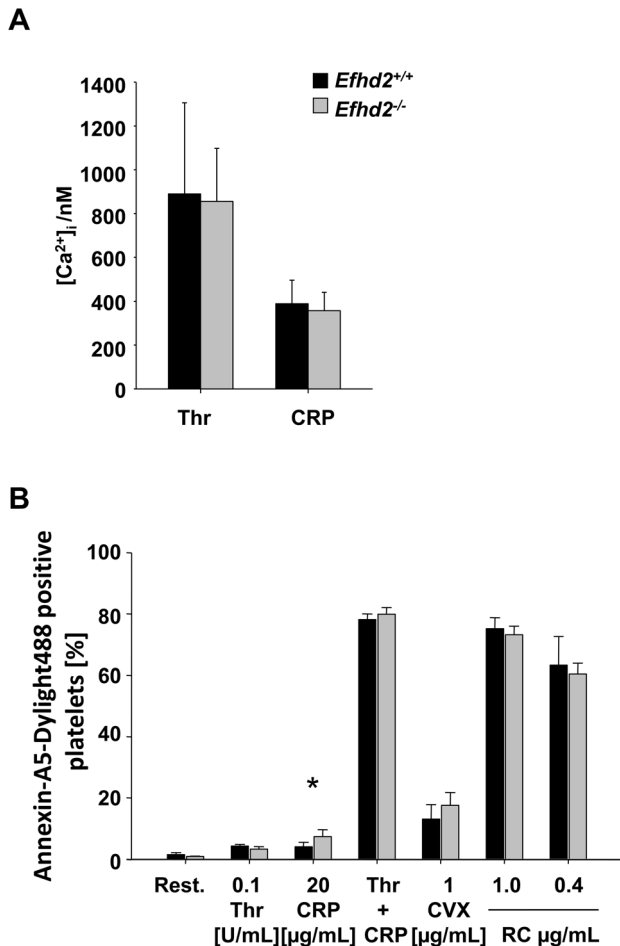 A
Efhd2+/+
Efhd2-/-
1400
1200
1000
800
600
400
200
0
[Ca2+]i /nM
Thr CRP
B
100
80
60
40
20
0
Annexin-A5-Dylight488 positive
platelets [%]
*
Rest. 0.1 20 Thr 1 1.0 0.4
Thr CRP + CVX
[U/mL] [µg/mL] CRP [µg/mL] RC µg/mL